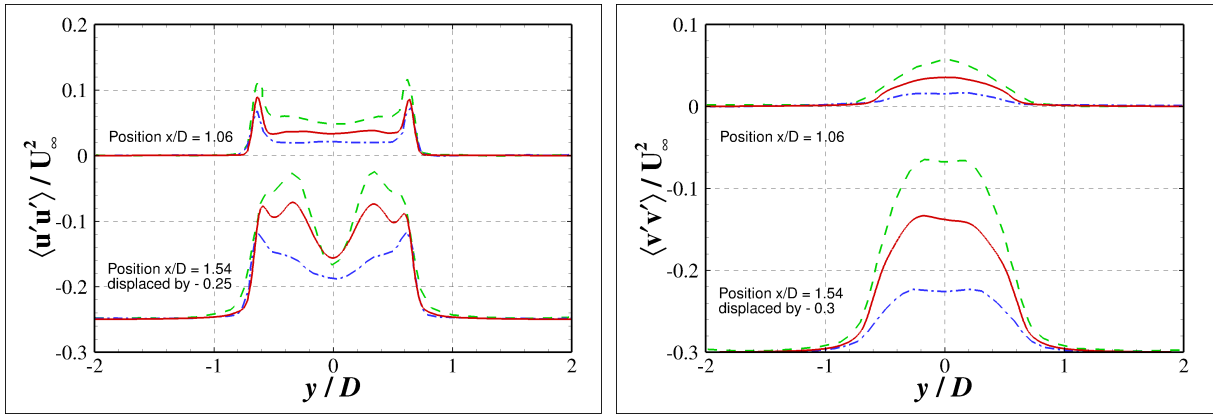 0.2
0.1
0
-0.1
-0.2
-0.3
⟨u′u′⟩ / U²∞
Position x/D = 1.06
Position x/D = 1.54
displaced by - 0.25
-2 -1 0 1 2
y / D
0.1
0
-0.1
-0.2
-0.3
⟨v′v′⟩ / U²∞
Position x/D = 1.06
Position x/D = 1.54
displaced by - 0.3
-2 -1 0 1 2
y / D